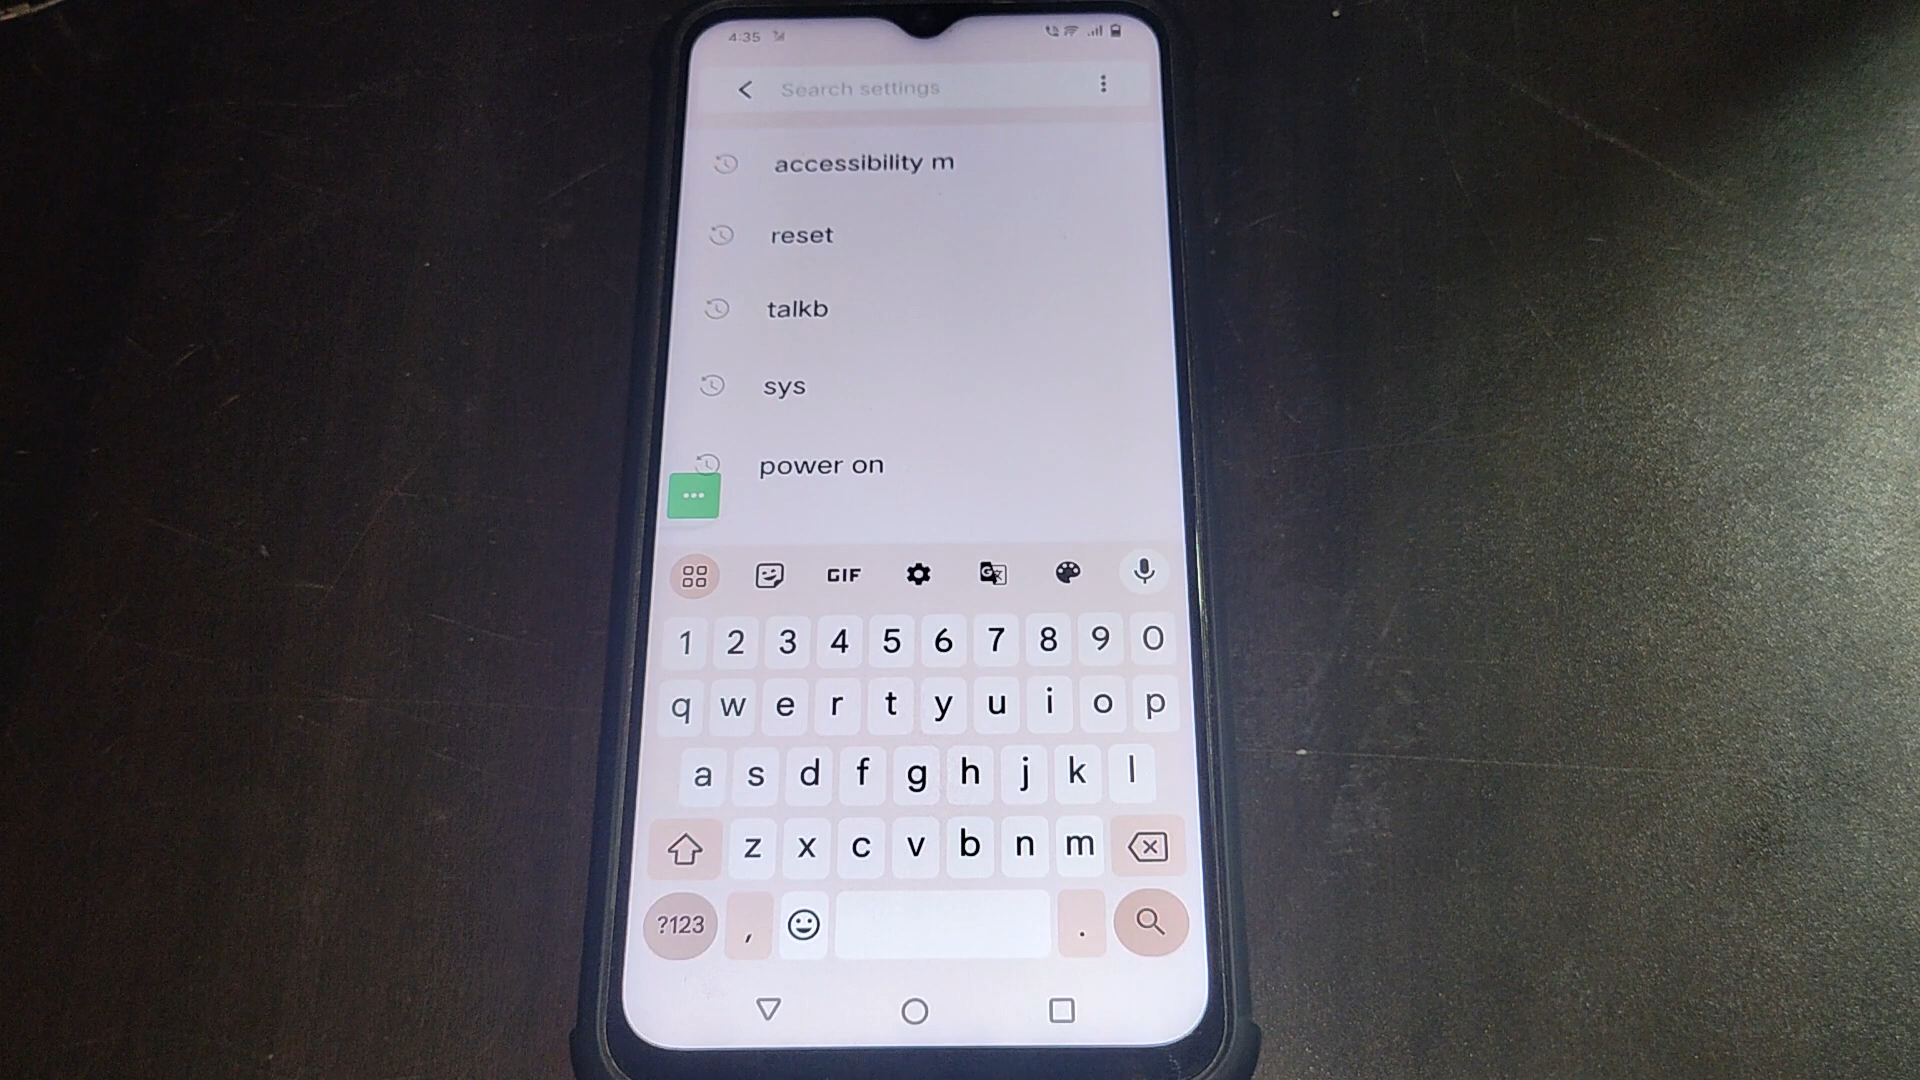 4:35
Search settings
accessibility m
reset
talkb
sys
power on
GIF
1 2 3 4 5 6 7 8 9 0
q w e r t y u i o p
a s d f g h j k l
z x c v b n m
?123 , .